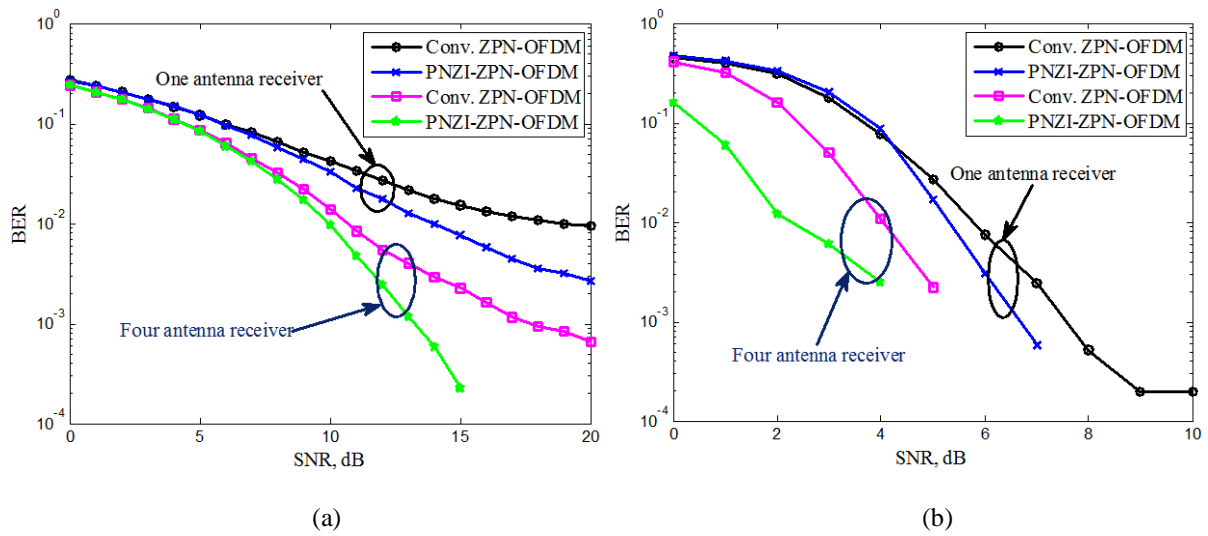 10^0
10^-1
10^-2
10^-3
10^-4
BER
0
5
10
15
20
SNR, dB
Conv. ZPN-OFDM
PNZI-ZPN-OFDM
Conv. ZPN-OFDM
PNZI-ZPN-OFDM
One antenna receiver
Four antenna receiver
(a)
10^0
10^-1
10^-2
10^-3
10^-4
BER
0
2
4
6
8
10
SNR, dB
Conv. ZPN-OFDM
PNZI-ZPN-OFDM
Conv. ZPN-OFDM
PNZI-ZPN-OFDM
One antenna receiver
Four antenna receiver
(b)